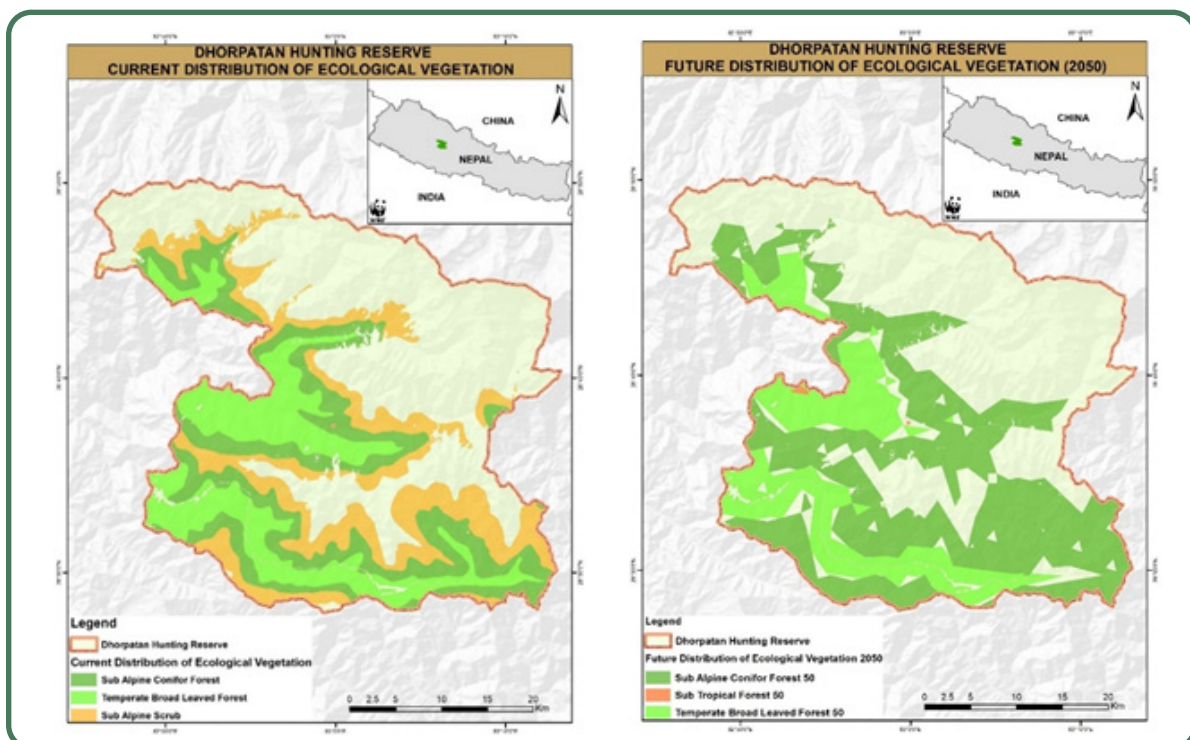 DHORPATAN HUNTING RESERVE
CURRENT DISTRIBUTION OF ECOLOGICAL VEGETATION
N
CHINA
NEPAL
INDIA
WWF
Legend
Dhorpatan Hunting Reserve
Current Distribution of Ecological Vegetation
Sub Alpine Conifor Forest
Temperate Broad Leaved Forest
Sub Alpine Scrub
0 2.5 5 10 15 20
Km
DHORPATAN HUNTING RESERVE
FUTURE DISTRIBUTION OF ECOLOGICAL VEGETATION (2050)
N
CHINA
NEPAL
INDIA
WWF
Legend
Dhorpatan Hunting Reserve
Future Distribution of Ecological Vegetation 2050
Sub Alpine Conifor Forest 50
Sub Tropical Forest 50
Temperate Broad Leaved Forest 50
0 2.5 5 10 15 20
Km